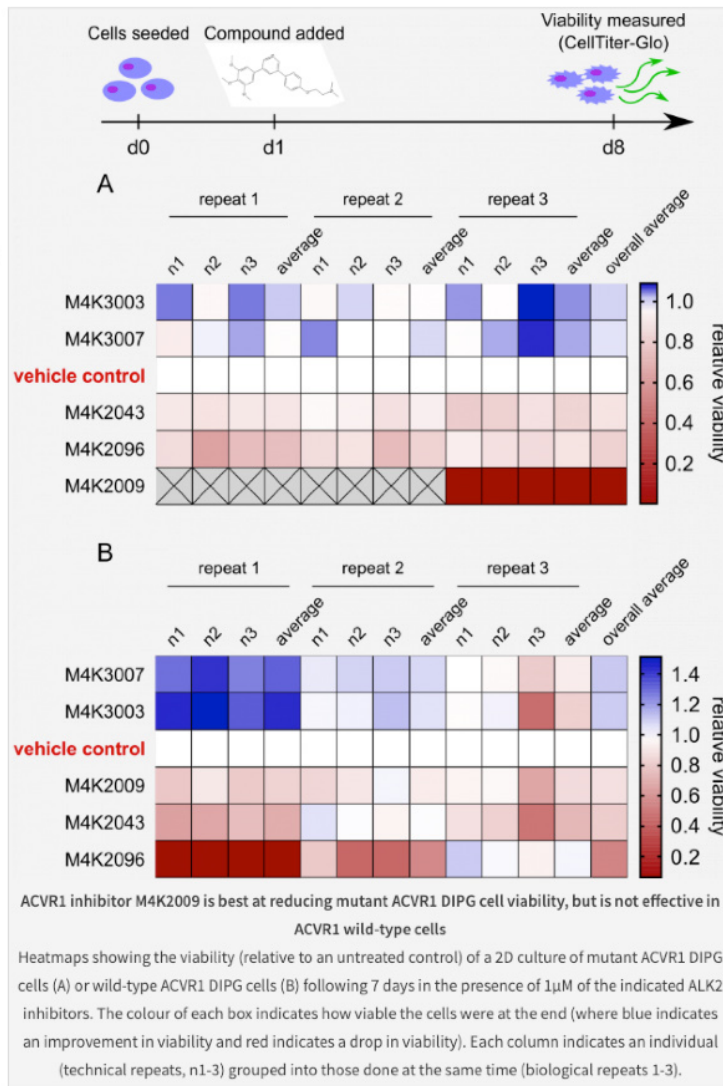 Cells seeded
Compound added
Viability measured
(CellTiter-Glo)
d0
d1
d8
A
repeat 1
repeat 2
repeat 3
n1 n2 n3 average n1 n2 n3 average n1 n2 n3 average overall average
M4K3003
M4K3007
vehicle control
M4K2043
M4K2096
M4K2009
1.0
0.8
0.6
0.4
0.2
relative viability
B
repeat 1
repeat 2
repeat 3
n1 n2 n3 average n1 n2 n3 average n1 n2 n3 average overall average
M4K3007
M4K3003
vehicle control
M4K2009
M4K2043
M4K2096
1.4
1.2
1.0
0.8
0.6
0.4
0.2
relative viability
ACVR1 inhibitor M4K2009 is best at reducing mutant ACVR1 DIPG cell viability, but is not effective in
ACVR1 wild-type cells
Heatmaps showing the viability (relative to an untreated control) of a 2D culture of mutant ACVR1 DIPG
cells (A) or wild-type ACVR1 DIPG cells (B) following 7 days in the presence of 1μM of the indicated ALK2
inhibitors. The colour of each box indicates how viable the cells were at the end (where blue indicates
an improvement in viability and red indicates a drop in viability). Each column indicates an individual
(technical repeats, n1-3) grouped into those done at the same time (biological repeats 1-3).